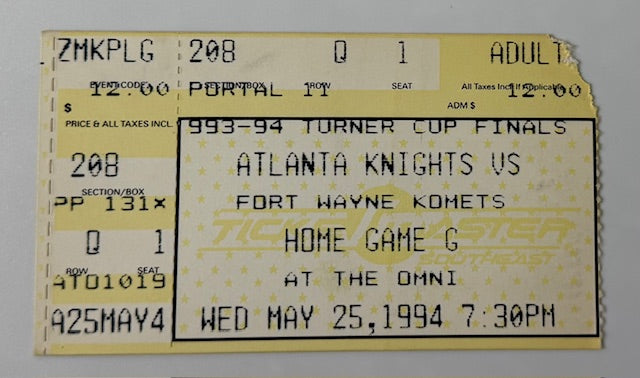 ZMKPLG 208 Q 1 ADULT
EVENT CODE SECTION/BOX ROW SEAT All Taxes Incl. If Applicable
12.00 PORTAL 11 12.00
$ ADM $
PRICE & ALL TAXES INCL.
993-94 TURNER CUP FINALS
208 ATLANTA KNIGHTS VS
SECTION/BOX
PP 131× FORT WAYNE KOMETS
TICKETMASTER
Q 1 HOME GAME G
SOUTHEAST
ROW SEAT
AT01019 AT THE OMNI
A25MAY4 WED MAY 25,1994 7:30PM